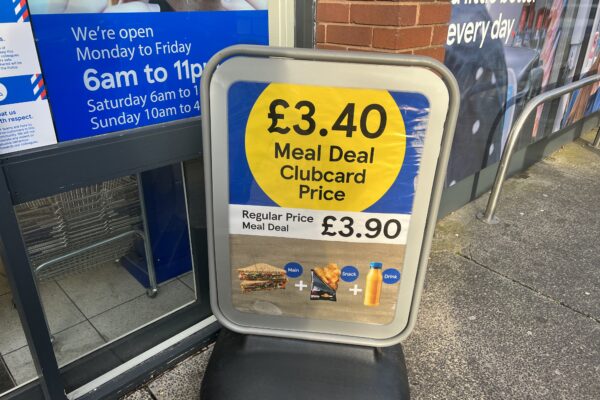 We're open
Monday to Friday
6am to 11p
Saturday 6am to 1
Sunday 10am to 4
respect.
every day
£3.40
Meal Deal
Clubcard
Price
Regular Price
Meal Deal
£3.90
Main
Snack
Drink
+
+